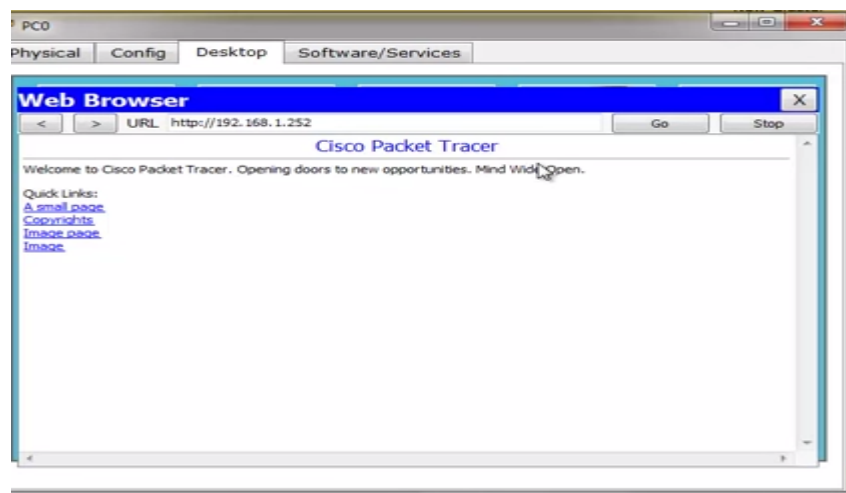 PC0
Physical Config Desktop Software/Services
Web Browser X
< > URL http://192.168.1.252 Go Stop
Cisco Packet Tracer
Welcome to Cisco Packet Tracer. Opening doors to new opportunities. Mind Wide Open.
Quick Links:
A small page
Copyrights
Image page
Image